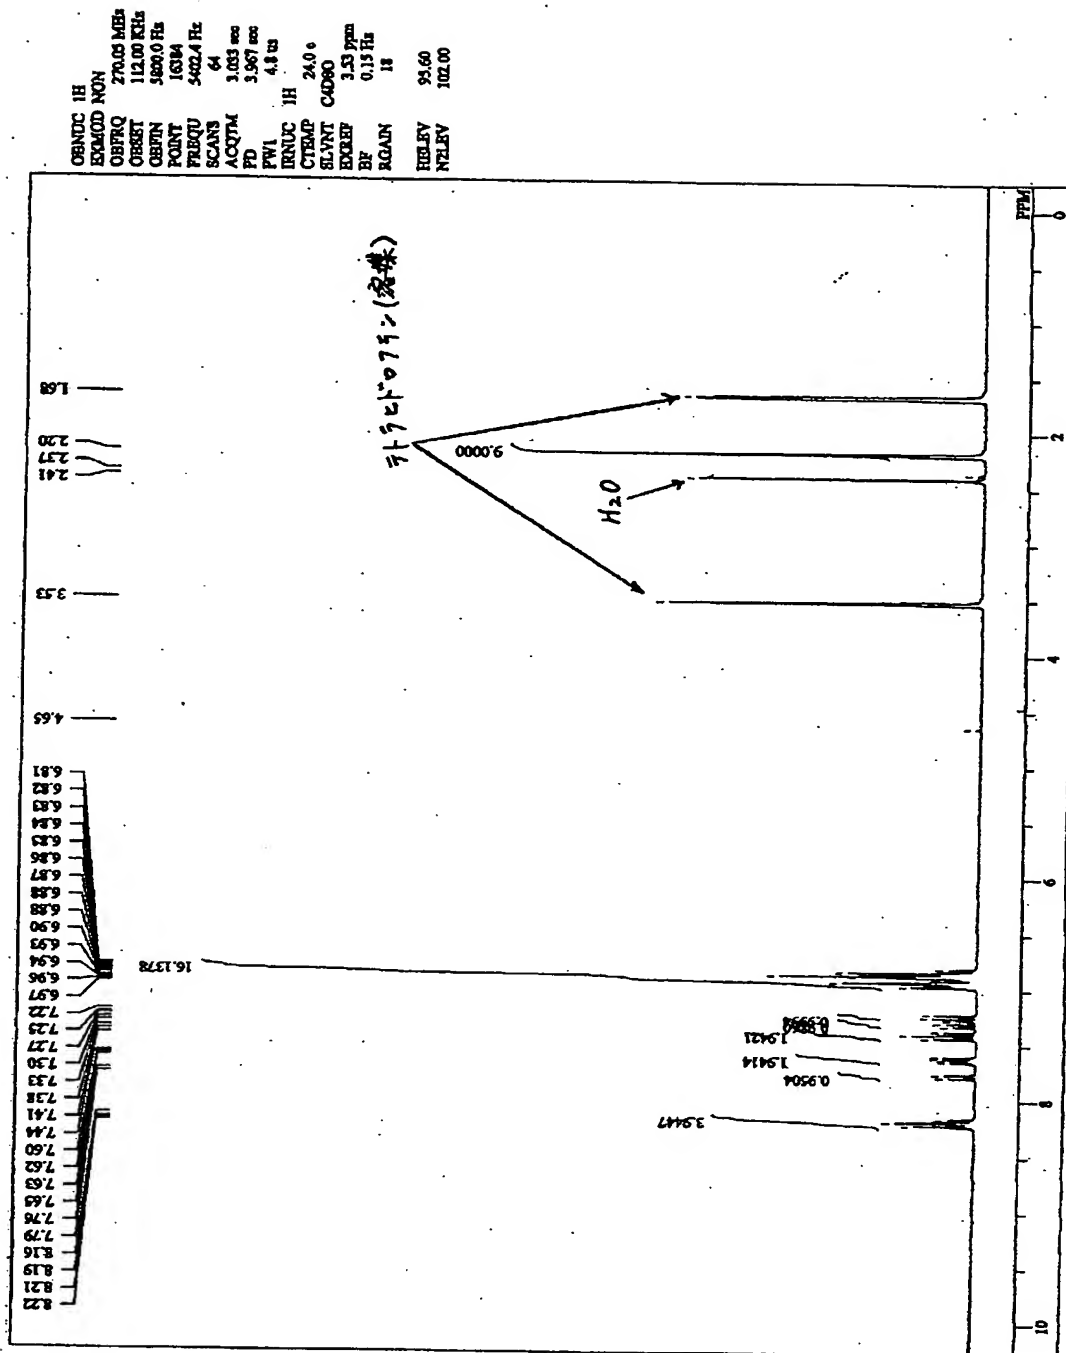 OBNUC 1H
EXMOD NON
OBFRQ 270.05 MHz
OBSET 112.00 KHz
OBFIN 5800.0 Hz
POINT 16384
FREQU 5402.4 Hz
SCANS 64
ACQTM 3.033 sec
PD 3.967 sec
PW1 4.8 us
IRNUC 1H
CTEMP 24.0 c
SLVNT C4D8O
EXREF 3.53 ppm
BF 0.15 Hz
RGAIN 18
HBLEV 95.60
NZLEV 102.00
1.68
2.20
2.37
2.41
3.53
4.65
6.81
6.82
6.83
6.84
6.85
6.86
6.87
6.88
6.88
6.90
6.93
6.94
6.96
6.97
7.22
7.25
7.27
7.30
7.33
7.38
7.41
7.44
7.60
7.62
7.63
7.65
7.76
7.79
8.16
8.19
8.21
8.22
テトラヒドロフラン(溶媒)
H2O
9.0000
16.1378
1.9421
1.9414
0.9504
3.9447
PPM
0
2
4
6
8
10